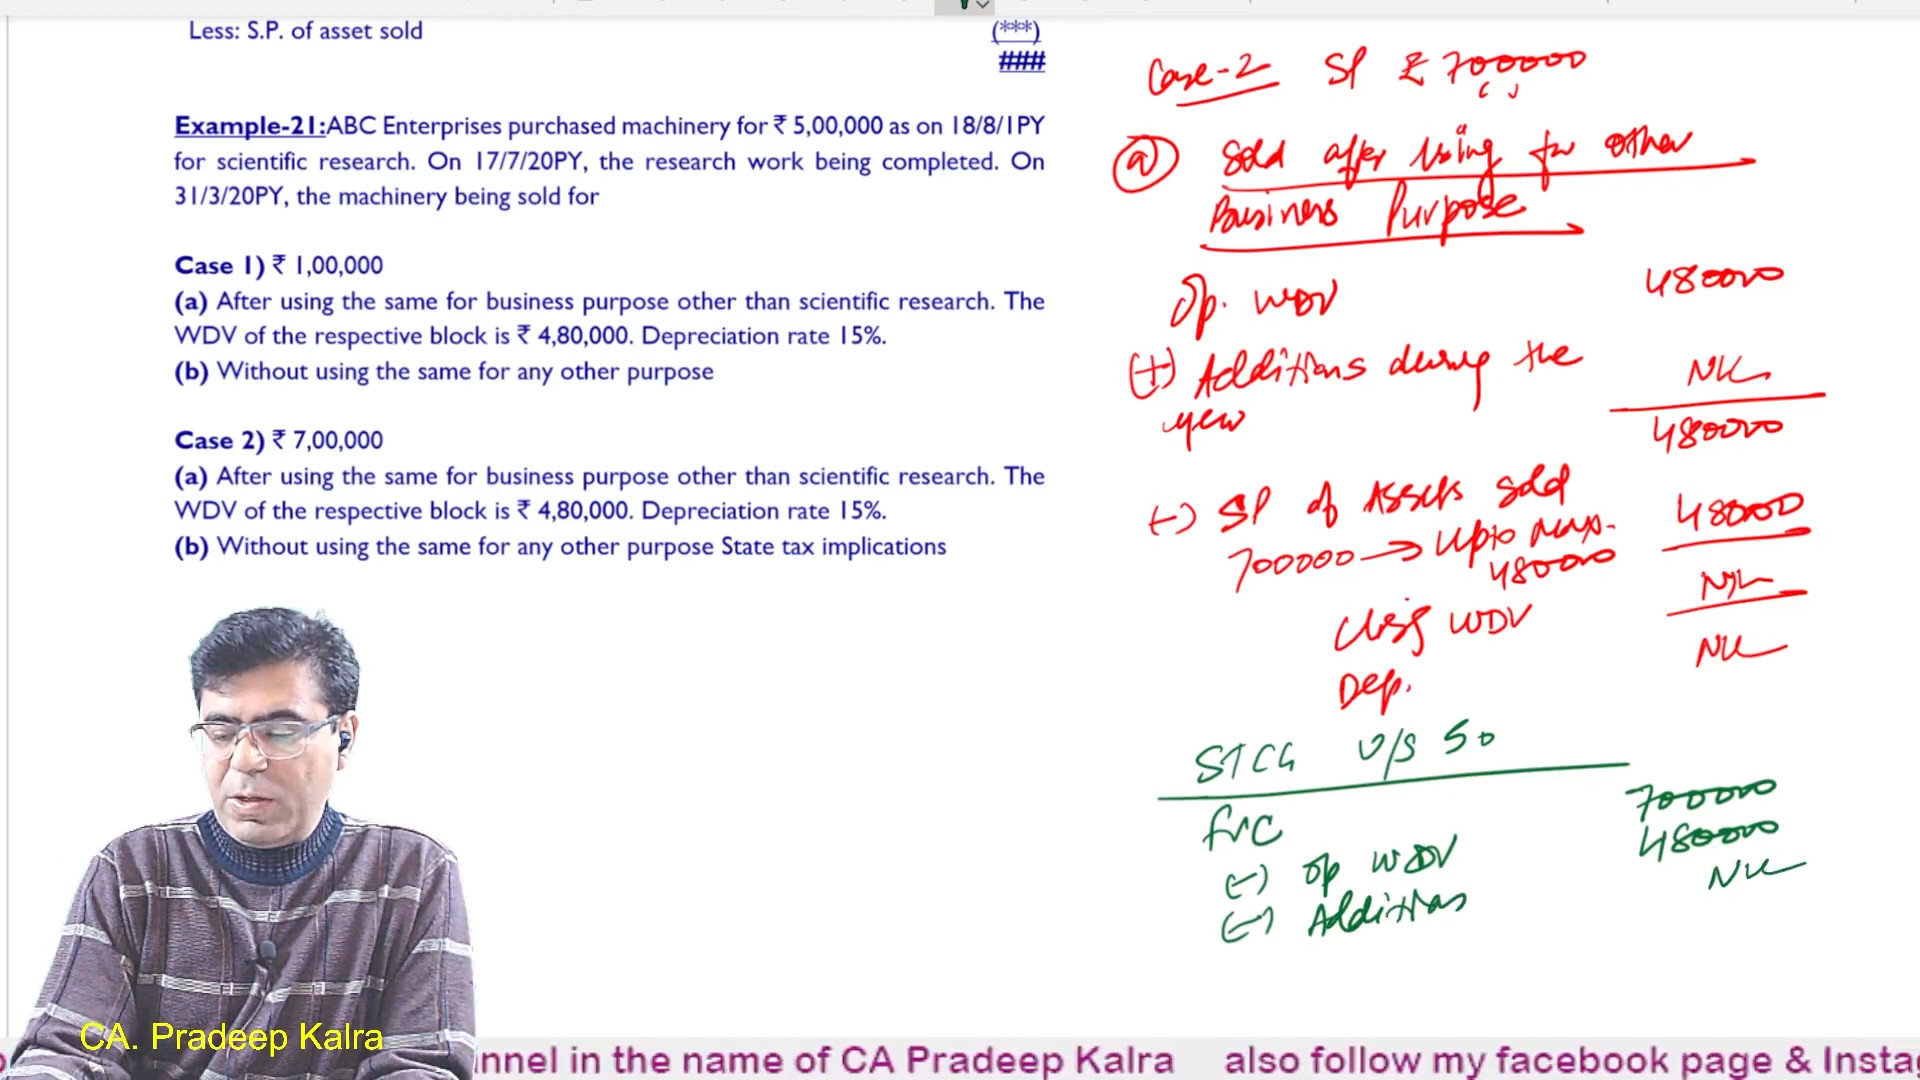 Less: S.P. of asset sold (***)
###
Example-21:ABC Enterprises purchased machinery for ₹ 5,00,000 as on 18/8/1PY
for scientific research. On 17/7/20PY, the research work being completed. On
31/3/20PY, the machinery being sold for
Case 1) ₹ 1,00,000
(a) After using the same for business purpose other than scientific research. The
WDV of the respective block is ₹ 4,80,000. Depreciation rate 15%.
(b) Without using the same for any other purpose
Case 2) ₹ 7,00,000
(a) After using the same for business purpose other than scientific research. The
WDV of the respective block is ₹ 4,80,000. Depreciation rate 15%.
(b) Without using the same for any other purpose State tax implications
Case-2 SP ₹ 700000
(a) Sold after using for other
Business Purpose
Op. WDV 480000
(+) Additions during the
year NIL
480000
(-) SP of Assets sold 480000
700000 → Upto max.
480000
NIL
Closing WDV
Dep. NIL
STCG U/S 50
FVC 700000
(-) Op WDV 480000
(-) Additions NIL
CA. Pradeep Kalra
annel in the name of CA Pradeep Kalra also follow my facebook page & Insta